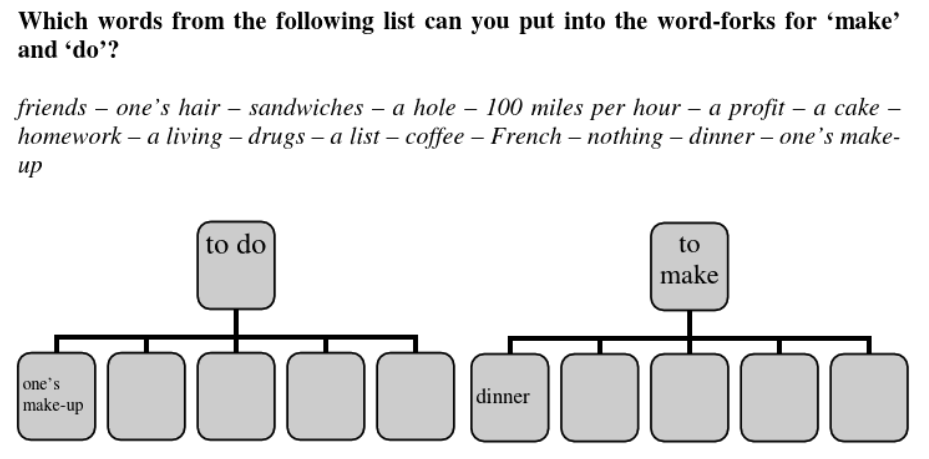 Which words from the following list can you put into the word-forks for ‘make’
and ‘do’?
friends – one’s hair – sandwiches – a hole – 100 miles per hour – a profit – a cake –
homework – a living – drugs – a list – coffee – French – nothing – dinner – one’s make-
up
to do
to
make
one’s
make-up
dinner